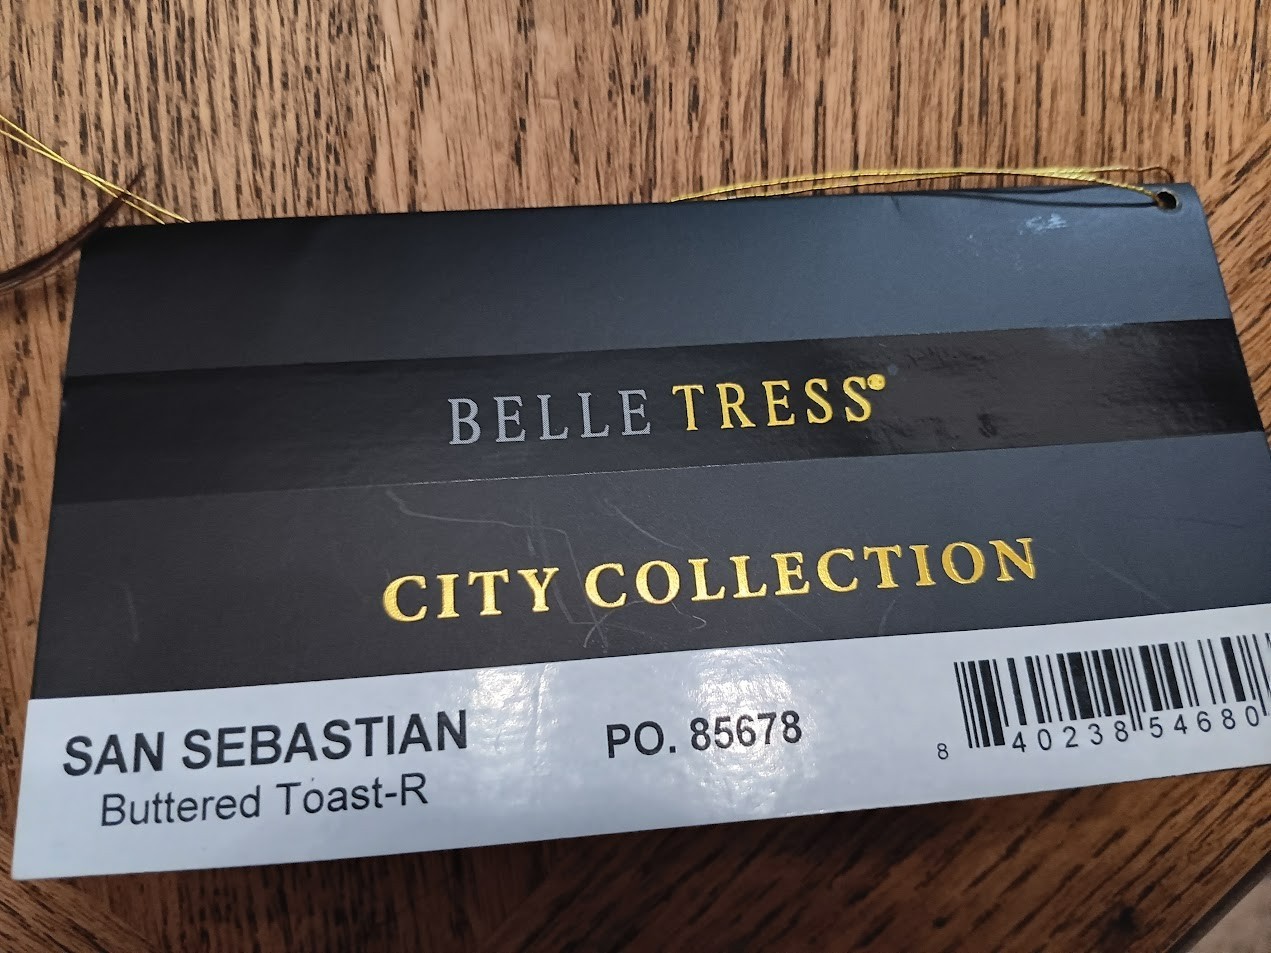 BELLE TRESS®
CITY COLLECTION
SAN SEBASTIAN
Buttered Toast-R
PO. 85678
8 40238 54680